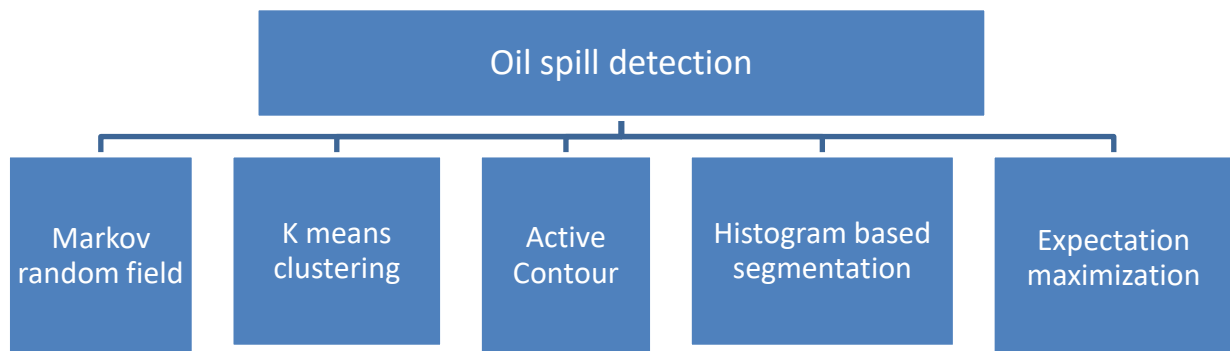 Oil spill detection
Markov
random field
K means
clustering
Active
Contour
Histogram based
segmentation
Expectation
maximization